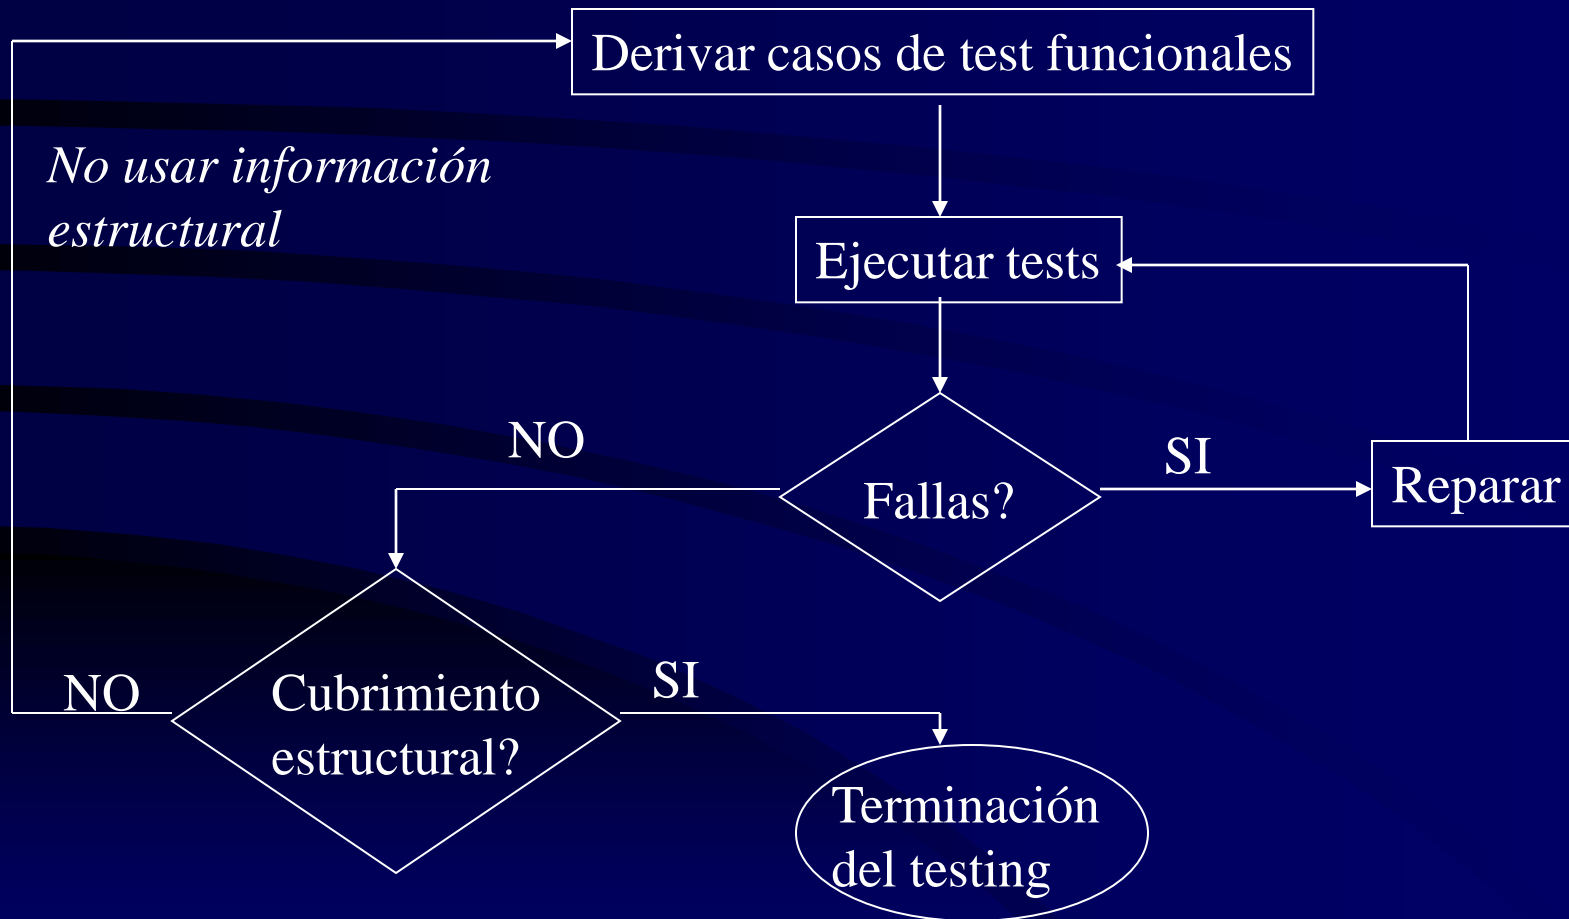 Derivar casos de test funcionales
No usar información
estructural
Ejecutar tests
NO
SI
Fallas?
Reparar
NO
Cubrimiento
estructural?
SI
Terminación
del testing